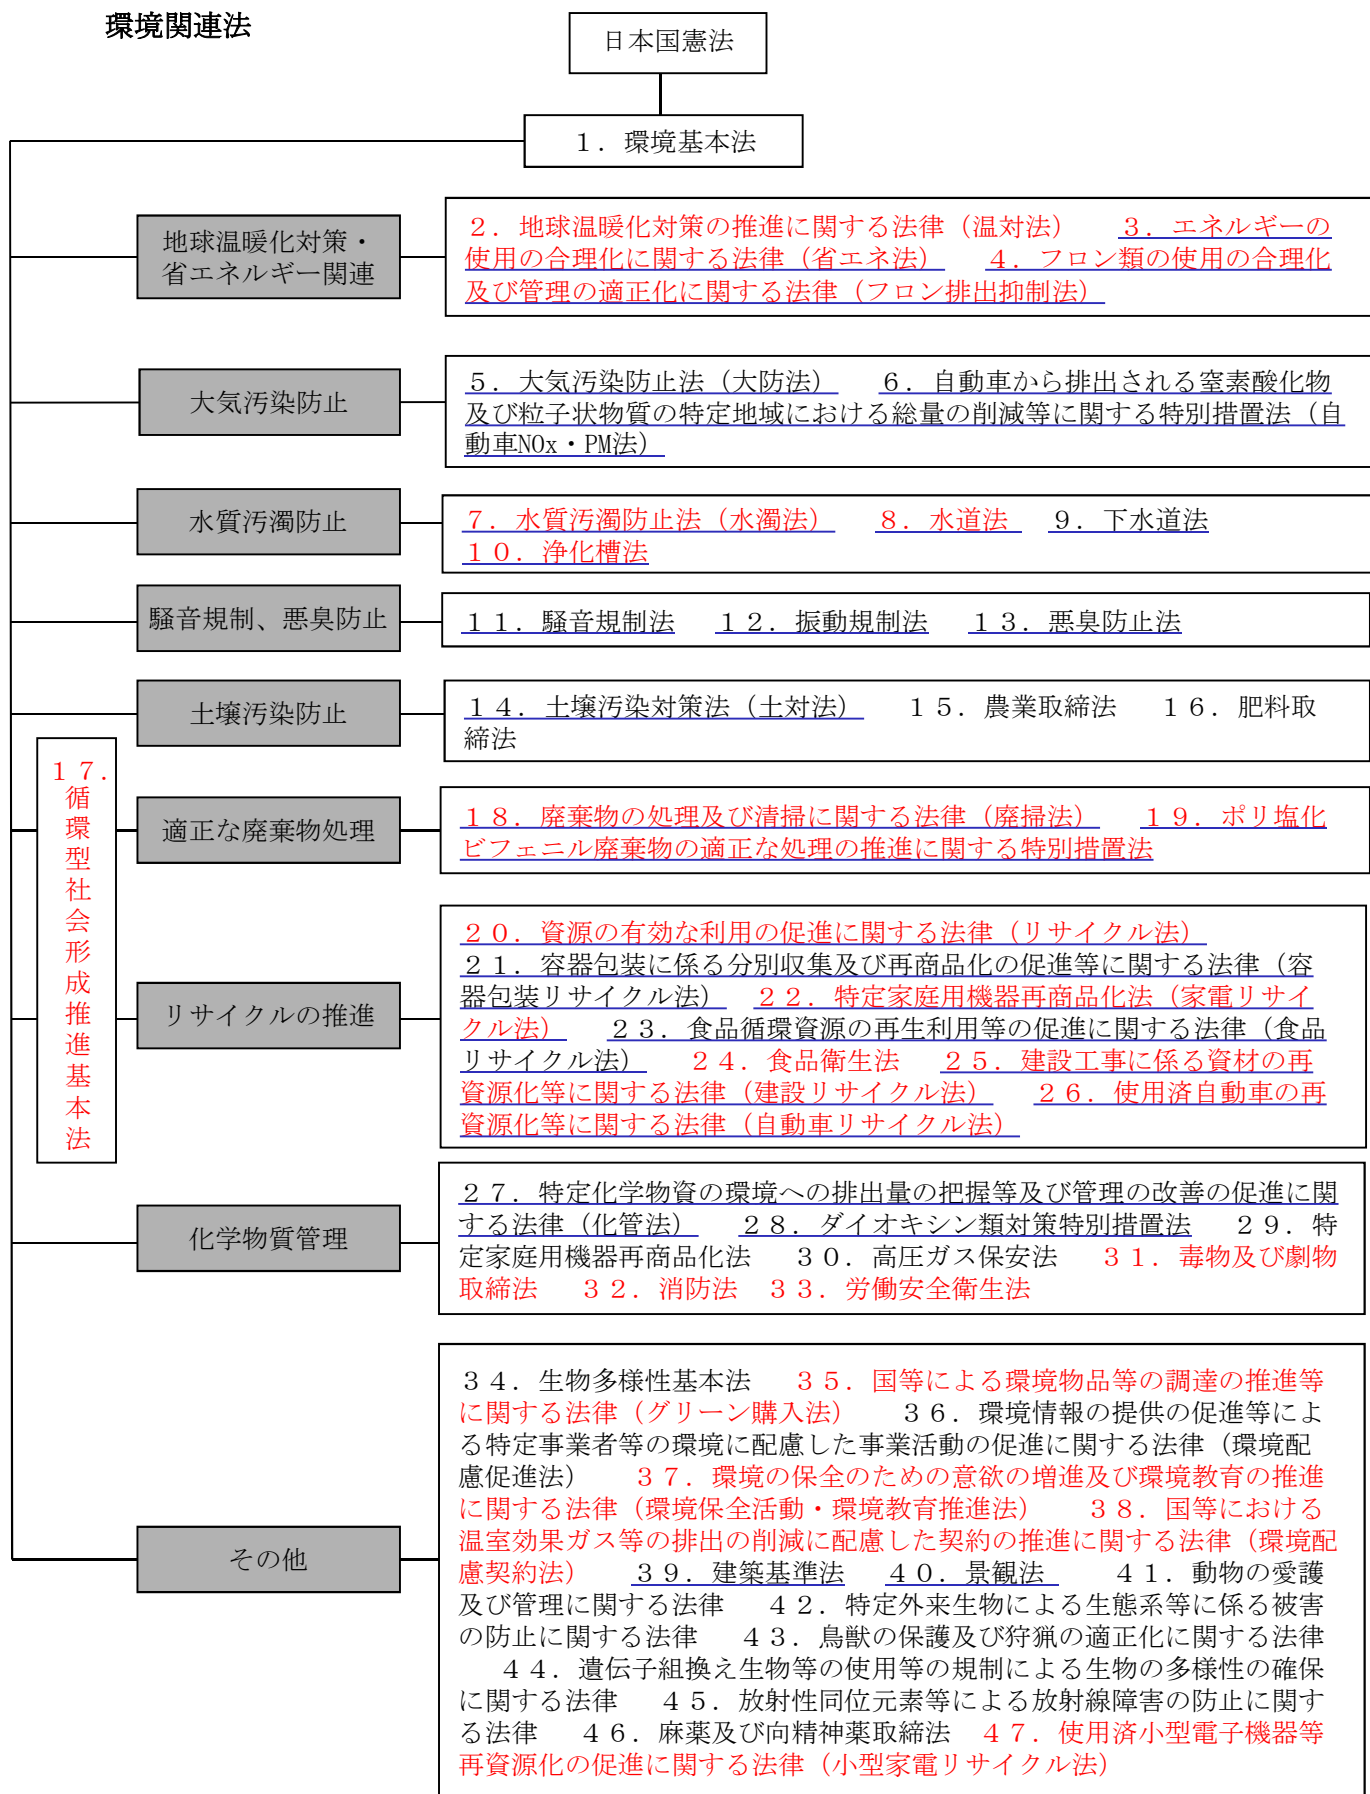 環境関連法
日本国憲法
１．環境基本法
地球温暖化対策・
省エネルギー関連
２．地球温暖化対策の推進に関する法律（温対法）　３．エネルギーの
使用の合理化に関する法律（省エネ法）　４．フロン類の使用の合理化
及び管理の適正化に関する法律（フロン排出抑制法）
大気汚染防止
５．大気汚染防止法（大防法）　６．自動車から排出される窒素酸化物
及び粒子状物質の特定地域における総量の削減等に関する特別措置法（自
動車NOx・PM法）
水質汚濁防止
７．水質汚濁防止法（水濁法）　８．水道法　９．下水道法
１０．浄化槽法
騒音規制、悪臭防止
１１．騒音規制法　１２．振動規制法　１３．悪臭防止法
土壌汚染防止
１４．土壌汚染対策法（土対法）　１５．農業取締法　１６．肥料取
締法
１７．
循環型社会形成推進基本法
適正な廃棄物処理
１８．廃棄物の処理及び清掃に関する法律（廃掃法）　１９．ポリ塩化
ビフェニル廃棄物の適正な処理の推進に関する特別措置法
リサイクルの推進
２０．資源の有効な利用の促進に関する法律（リサイクル法）
２１．容器包装に係る分別収集及び再商品化の促進等に関する法律（容
器包装リサイクル法）　２２．特定家庭用機器再商品化法（家電リサイ
クル法）　２３．食品循環資源の再生利用等の促進に関する法律（食品
リサイクル法）　２４．食品衛生法　２５．建設工事に係る資材の再
資源化等に関する法律（建設リサイクル法）　２６．使用済自動車の再
資源化等に関する法律（自動車リサイクル法）
化学物質管理
２７．特定化学物資の環境への排出量の把握等及び管理の改善の促進に関
する法律（化管法）　２８．ダイオキシン類対策特別措置法　２９．特
定家庭用機器再商品化法　３０．高圧ガス保安法　３１．毒物及び劇物
取締法　３２．消防法　３３．労働安全衛生法
その他
３４．生物多様性基本法　３５．国等による環境物品等の調達の推進等
に関する法律（グリーン購入法）　３６．環境情報の提供の促進等によ
る特定事業者等の環境に配慮した事業活動の促進に関する法律（環境配
慮促進法）　３７．環境の保全のための意欲の増進及び環境教育の推進
に関する法律（環境保全活動・環境教育推進法）　３８．国等における
温室効果ガス等の排出の削減に配慮した契約の推進に関する法律（環境配
慮契約法）　３９．建築基準法　４０．景観法　４１．動物の愛護
及び管理に関する法律　４２．特定外来生物による生態系等に係る被害
の防止に関する法律　４３．鳥獣の保護及び狩猟の適正化に関する法律
４４．遺伝子組換え生物等の使用等の規制による生物の多様性の確保
に関する法律　４５．放射性同位元素等による放射線障害の防止に関す
る法律　４６．麻薬及び向精神薬取締法　４７．使用済小型電子機器等
再資源化の促進に関する法律（小型家電リサイクル法）